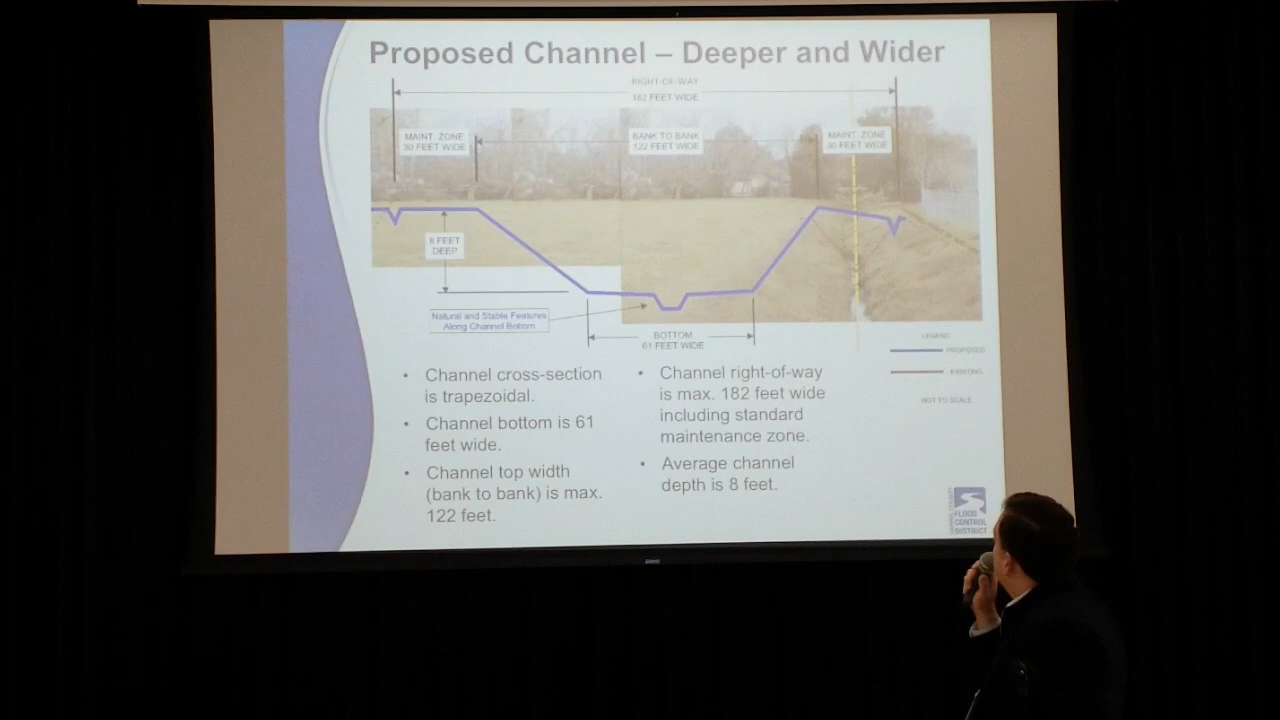 Proposed Channel – Deeper and Wider
RIGHT-OF-WAY
182 FEET WIDE
MAINT. ZONE
30 FEET WIDE
BANK TO BANK
122 FEET WIDE
MAINT. ZONE
30 FEET WIDE
8 FEET
DEEP
Natural and Stable Features
Along Channel Bottom
BOTTOM
61 FEET WIDE
LEGEND
PROPOSED
EXISTING
NOT TO SCALE
• Channel cross-section
is trapezoidal.
• Channel bottom is 61
feet wide.
• Channel top width
(bank to bank) is max.
122 feet.
• Channel right-of-way
is max. 182 feet wide
including standard
maintenance zone.
• Average channel
depth is 8 feet.
HARRIS COUNTY
FLOOD
CONTROL
DISTRICT